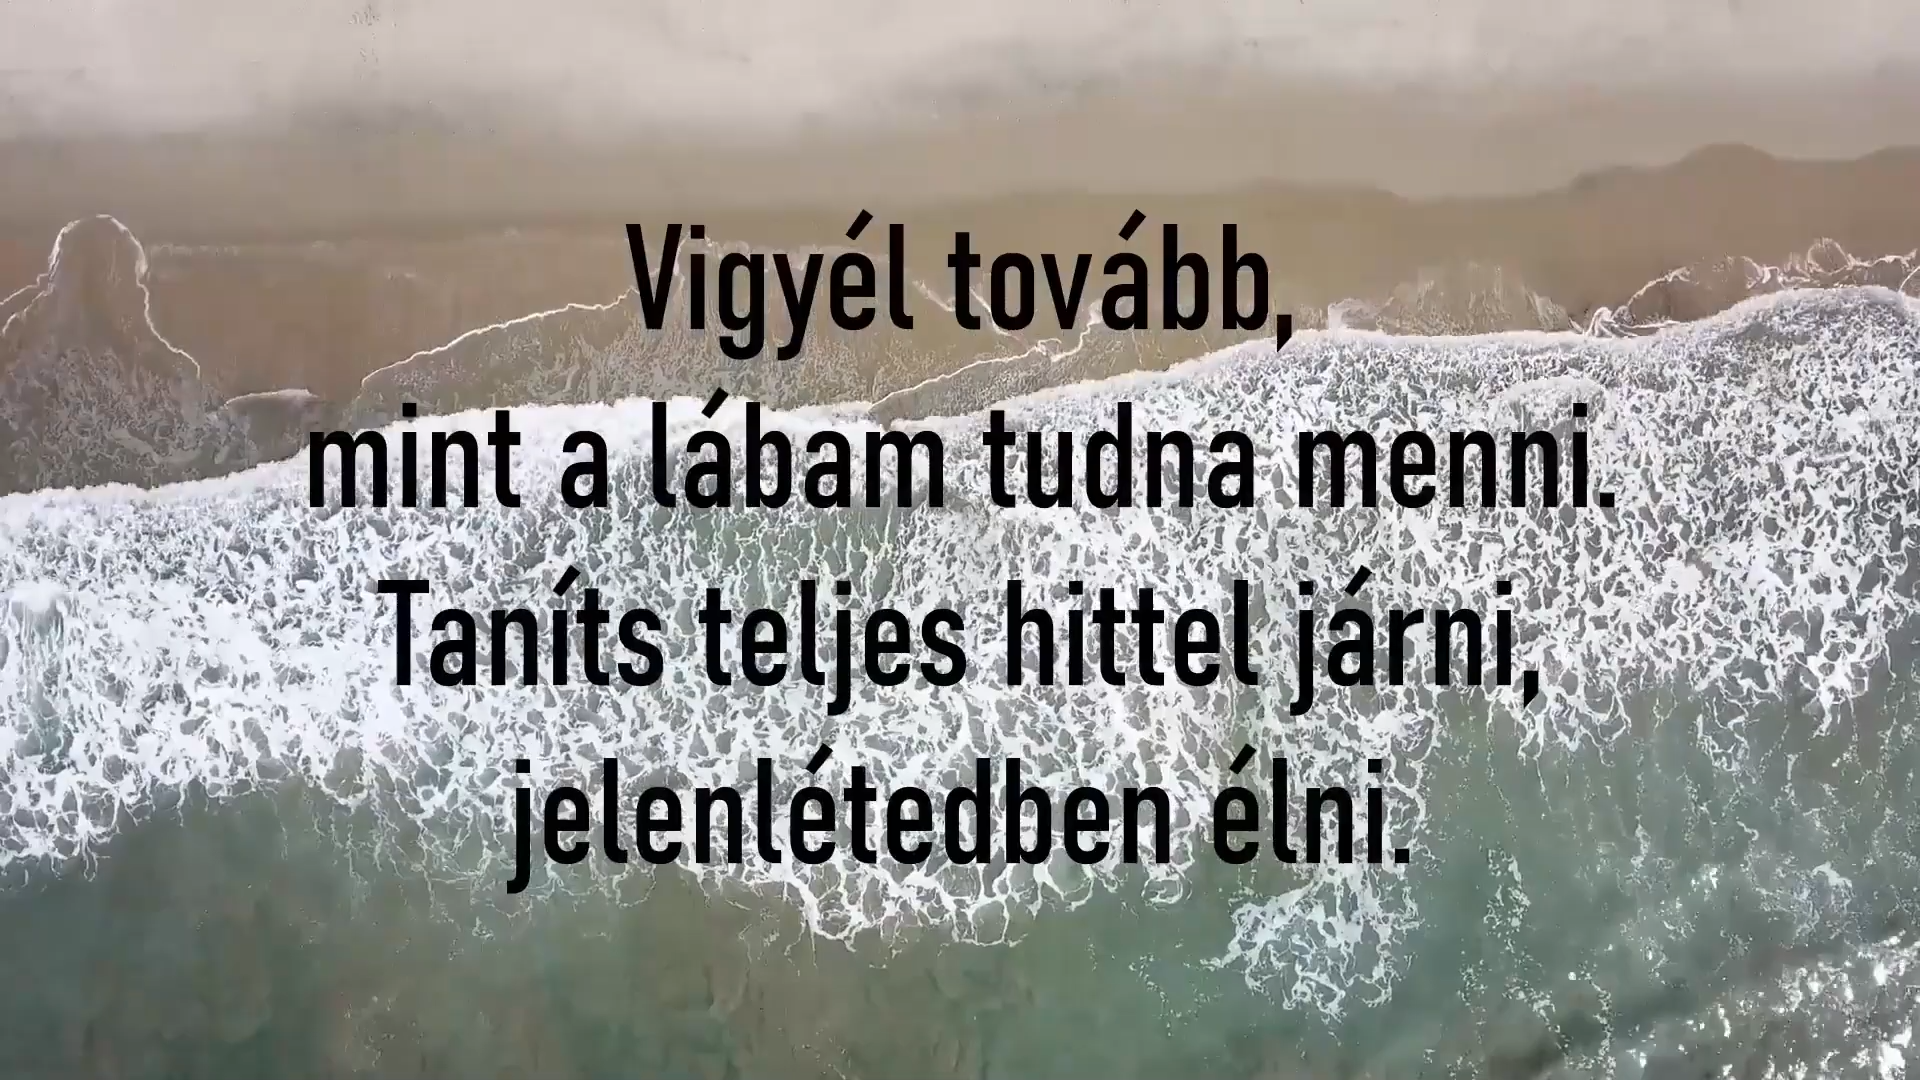 Vigyél tovább,
mint a lábam tudna menni.
Taníts teljes hittel járni,
jelenlétedben élni.